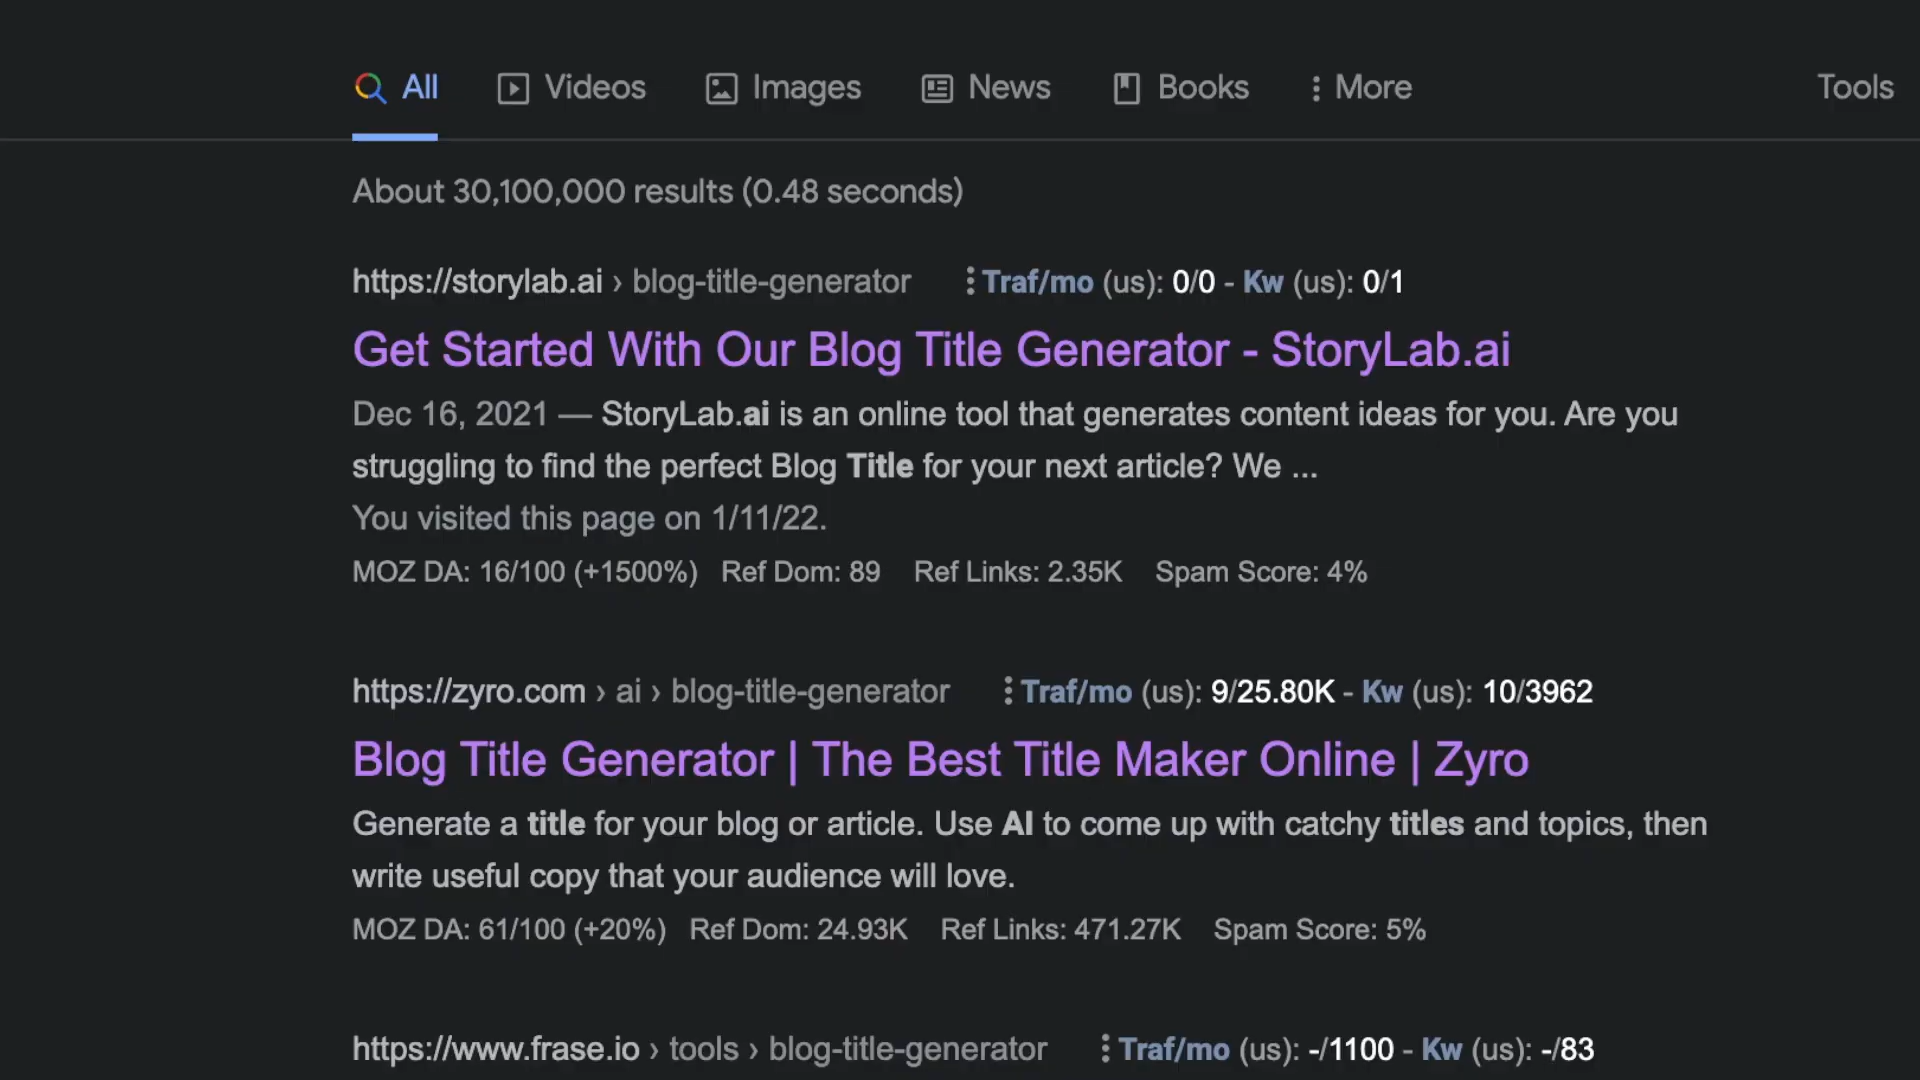 All Videos Images News Books More Tools
About 30,100,000 results (0.48 seconds)
https://storylab.ai › blog-title-generator Traf/mo (us): 0/0 - Kw (us): 0/1
Get Started With Our Blog Title Generator - StoryLab.ai
Dec 16, 2021 — StoryLab.ai is an online tool that generates content ideas for you. Are you
struggling to find the perfect Blog Title for your next article? We ...
You visited this page on 1/11/22.
MOZ DA: 16/100 (+1500%) Ref Dom: 89 Ref Links: 2.35K Spam Score: 4%
https://zyro.com › ai › blog-title-generator Traf/mo (us): 9/25.80K - Kw (us): 10/3962
Blog Title Generator | The Best Title Maker Online | Zyro
Generate a title for your blog or article. Use AI to come up with catchy titles and topics, then
write useful copy that your audience will love.
MOZ DA: 61/100 (+20%) Ref Dom: 24.93K Ref Links: 471.27K Spam Score: 5%
https://www.frase.io › tools › blog-title-generator Traf/mo (us): -/1100 - Kw (us): -/83